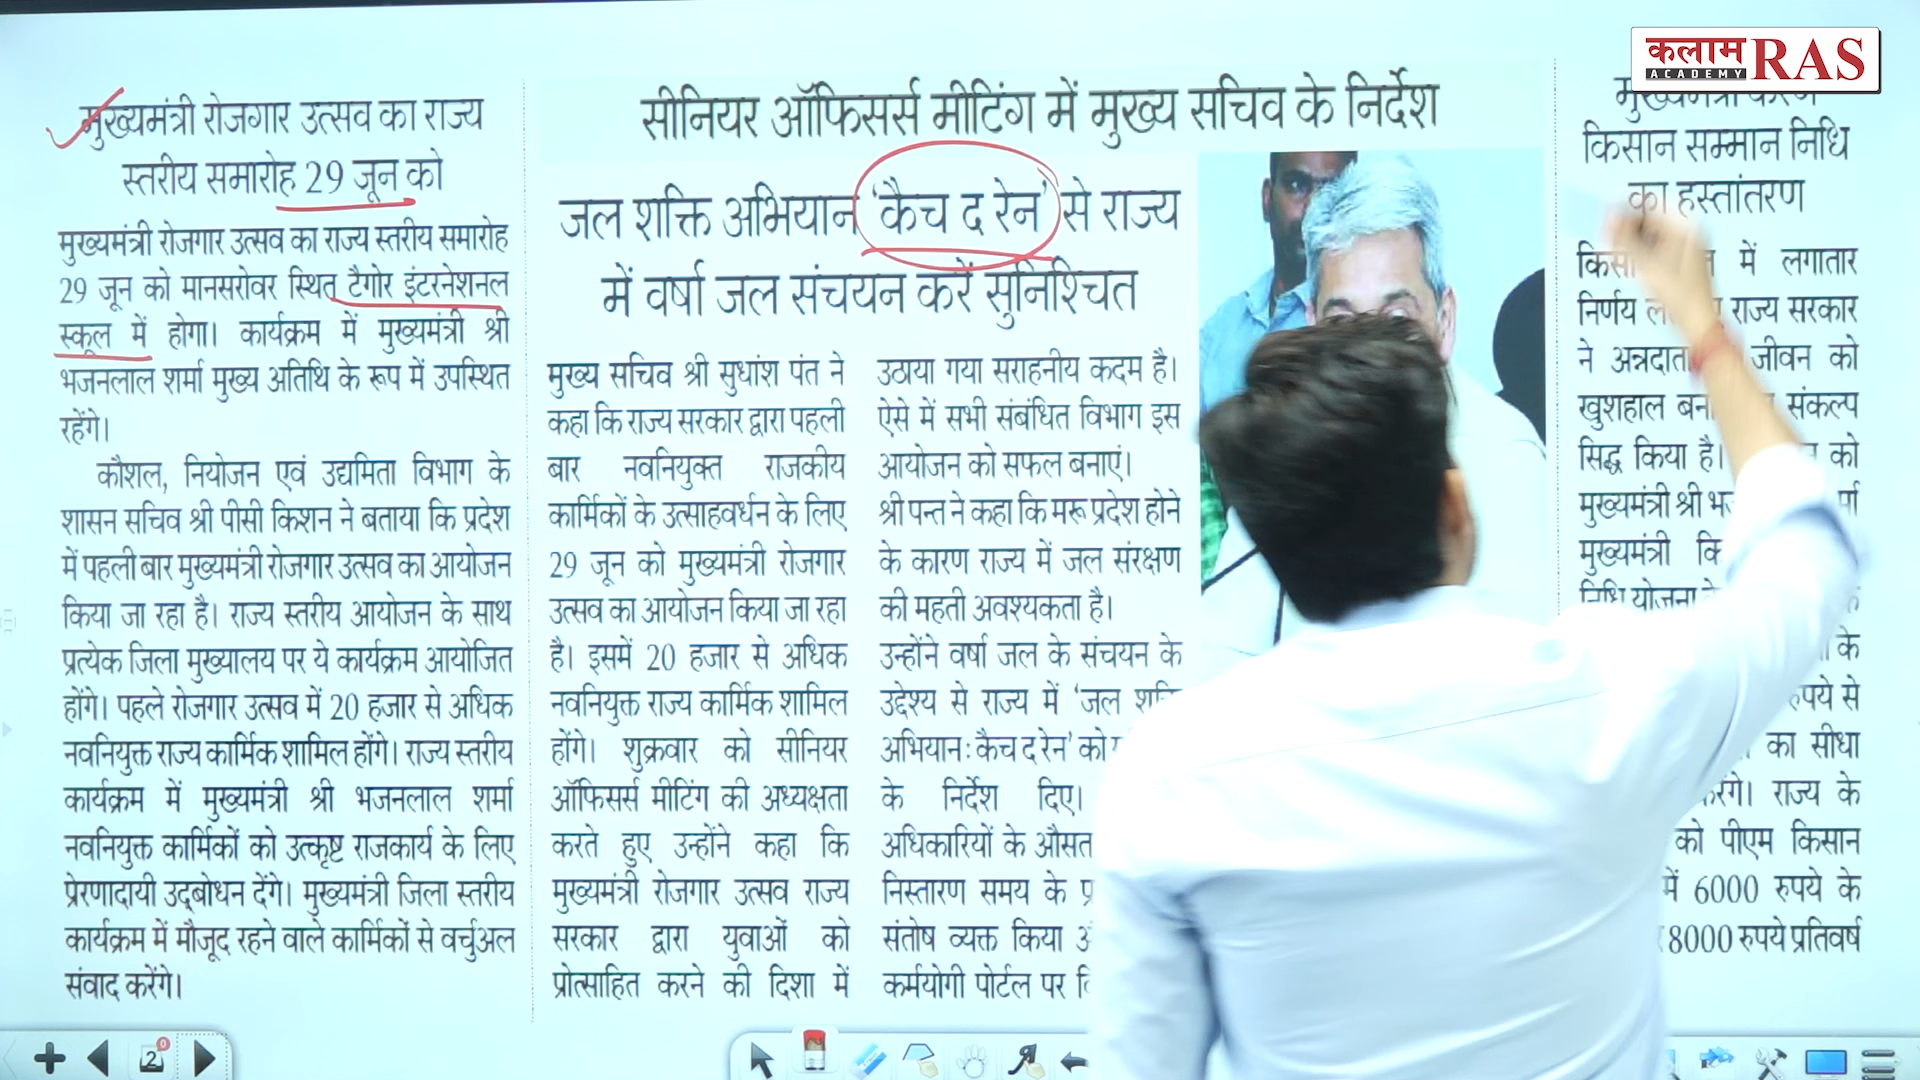 कलाम RAS
ACADEMY
मुख्यमंत्री रोजगार उत्सव का राज्य
स्तरीय समारोह 29 जून को
मुख्यमंत्री रोजगार उत्सव का राज्य स्तरीय समारोह
29 जून को मानसरोवर स्थित टैगोर इंटरनेशनल
स्कूल में होगा। कार्यक्रम में मुख्यमंत्री श्री
भजनलाल शर्मा मुख्य अतिथि के रूप में उपस्थित
रहेंगे।
कौशल, नियोजन एवं उद्यमिता विभाग के
शासन सचिव श्री पीसी किशन ने बताया कि प्रदेश
में पहली बार मुख्यमंत्री रोजगार उत्सव का आयोजन
किया जा रहा है। राज्य स्तरीय आयोजन के साथ
प्रत्येक जिला मुख्यालय पर ये कार्यक्रम आयोजित
होंगे। पहले रोजगार उत्सव में 20 हजार से अधिक
नवनियुक्त राज्य कार्मिक शामिल होंगे। राज्य स्तरीय
कार्यक्रम में मुख्यमंत्री श्री भजनलाल शर्मा
नवनियुक्त कार्मिकों को उत्कृष्ट राजकार्य के लिए
प्रेरणादायी उद्बोधन देंगे। मुख्यमंत्री जिला स्तरीय
कार्यक्रम में मौजूद रहने वाले कार्मिकों से वर्चुअल
संवाद करेंगे।
सीनियर ऑफिसर्स मीटिंग में मुख्य सचिव के निर्देश
जल शक्ति अभियान 'कैच द रेन' से राज्य
में वर्षा जल संचयन करें सुनिश्चित
मुख्य सचिव श्री सुधांश पंत ने
कहा कि राज्य सरकार द्वारा पहली
बार नवनियुक्त राजकीय
कार्मिकों के उत्साहवर्धन के लिए
29 जून को मुख्यमंत्री रोजगार
उत्सव का आयोजन किया जा रहा
है। इसमें 20 हजार से अधिक
नवनियुक्त राज्य कार्मिक शामिल
होंगे। शुक्रवार को सीनियर
ऑफिसर्स मीटिंग की अध्यक्षता
करते हुए उन्होंने कहा कि
मुख्यमंत्री रोजगार उत्सव राज्य
सरकार द्वारा युवाओं को
प्रोत्साहित करने की दिशा में
उठाया गया सराहनीय कदम है।
ऐसे में सभी संबंधित विभाग इस
आयोजन को सफल बनाएं।
श्री पन्त ने कहा कि मरू प्रदेश होने
के कारण राज्य में जल संरक्षण
की महती अवश्यकता है।
उन्होंने वर्षा जल के संचयन के
उद्देश्य से राज्य में 'जल शक्ति
अभियान: कैच द रेन' को
के निर्देश दिए।
अधिकारियों के औसत
निस्तारण समय के
संतोष व्यक्त किया
कर्मयोगी पोर्टल पर
किसान सम्मान निधि
का हस्तांतरण
में लगातार
निर्णय राज्य सरकार
ने अन्नदाता जीवन को
खुशहाल संकल्प
सिद्ध किया है। को
मुख्यमंत्री श्री
मुख्यमंत्री
निधि योजना
के
रुपये से
का सीधा
राज्य के
को पीएम किसान
में 6000 रुपये के
8000 रुपये प्रतिवर्ष
2